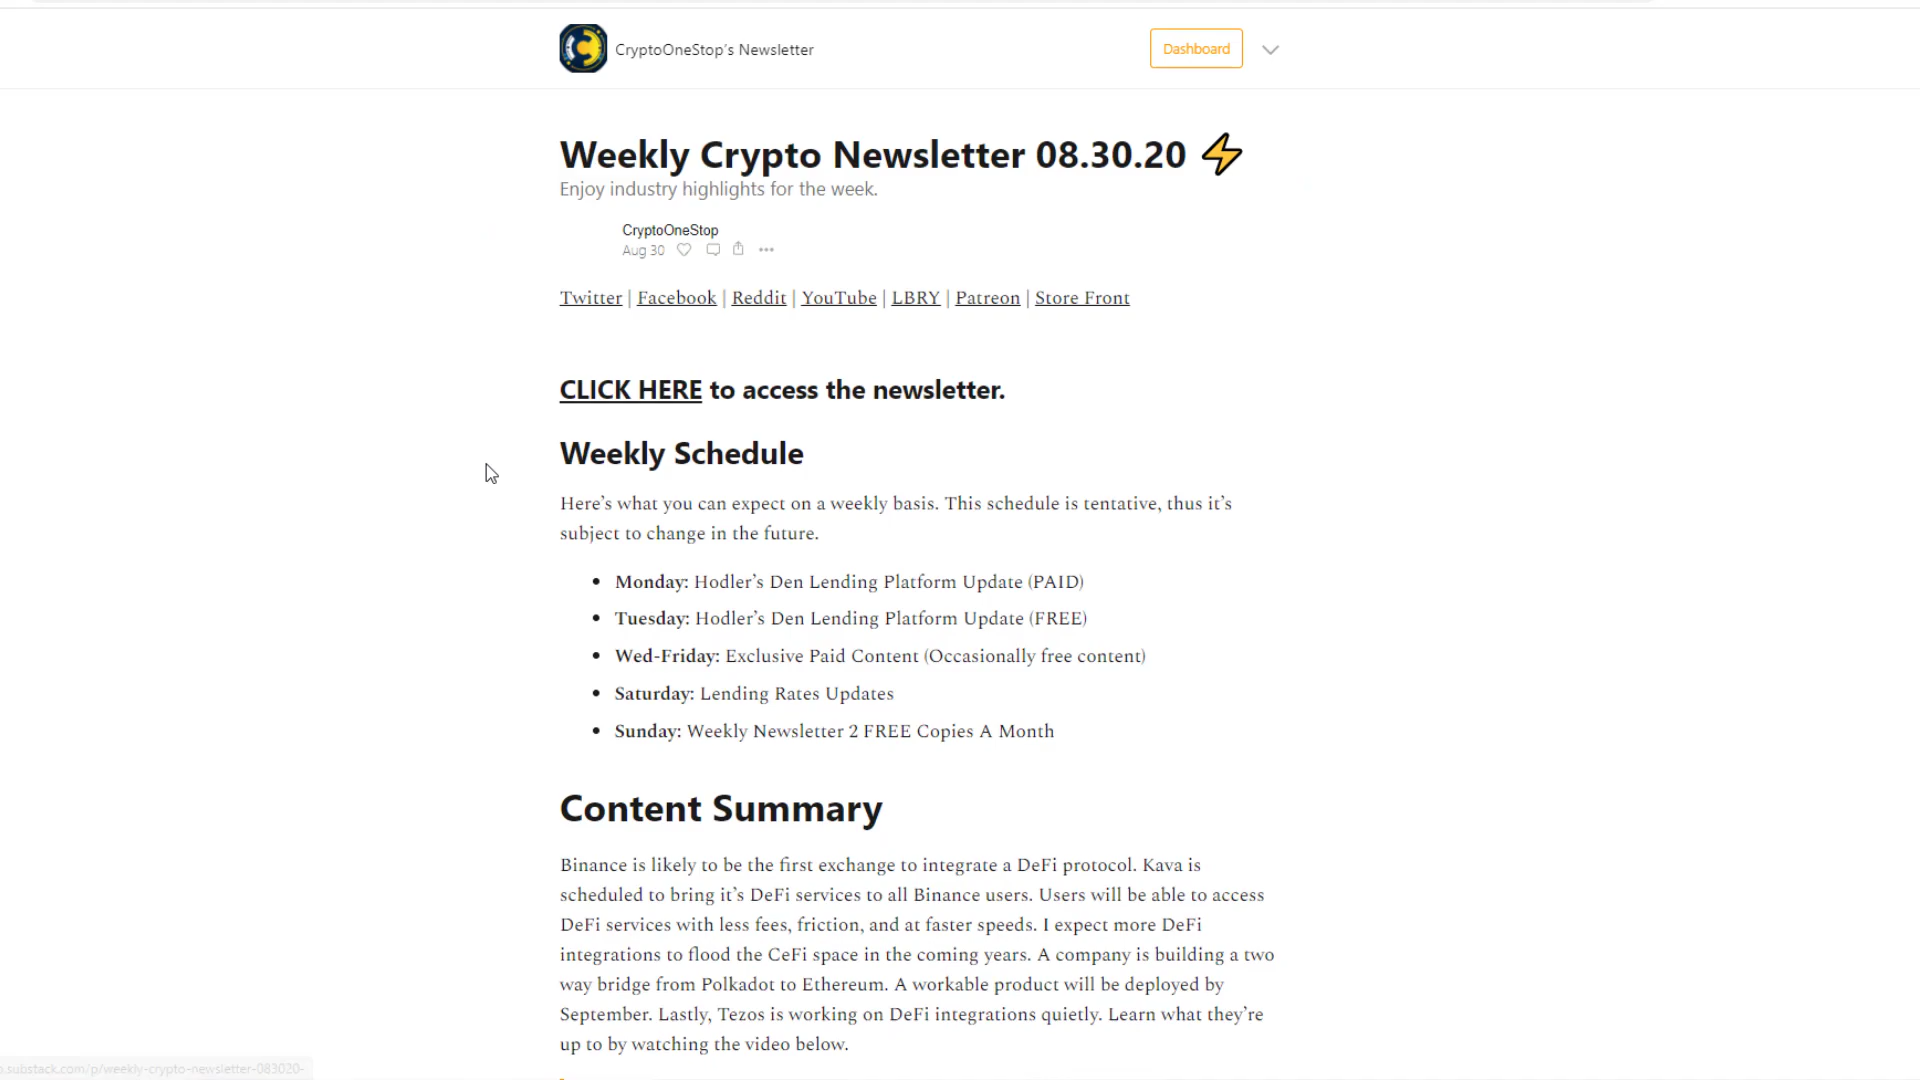 CryptoOneStop's Newsletter
Dashboard
Weekly Crypto Newsletter 08.30.20 ⚡
Enjoy industry highlights for the week.
CryptoOneStop
Aug 30
Twitter | Facebook | Reddit | YouTube | LBRY | Patreon | Store Front
CLICK HERE to access the newsletter.
Weekly Schedule
Here's what you can expect on a weekly basis. This schedule is tentative, thus it's
subject to change in the future.
• Monday: Hodler's Den Lending Platform Update (PAID)
• Tuesday: Hodler's Den Lending Platform Update (FREE)
• Wed-Friday: Exclusive Paid Content (Occasionally free content)
• Saturday: Lending Rates Updates
• Sunday: Weekly Newsletter 2 FREE Copies A Month
Content Summary
Binance is likely to be the first exchange to integrate a DeFi protocol. Kava is
scheduled to bring it's DeFi services to all Binance users. Users will be able to access
DeFi services with less fees, friction, and at faster speeds. I expect more DeFi
integrations to flood the CeFi space in the coming years. A company is building a two
way bridge from Polkadot to Ethereum. A workable product will be deployed by
September. Lastly, Tezos is working on DeFi integrations quietly. Learn what they're
up to by watching the video below.
.substack.com/p/weekly-crypto-newsletter-083020-